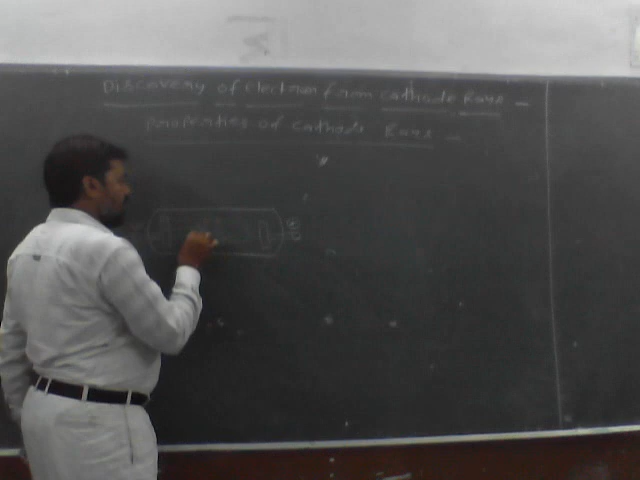 Discovery of Electron from cathode Rays -
properties of cathode Rays -